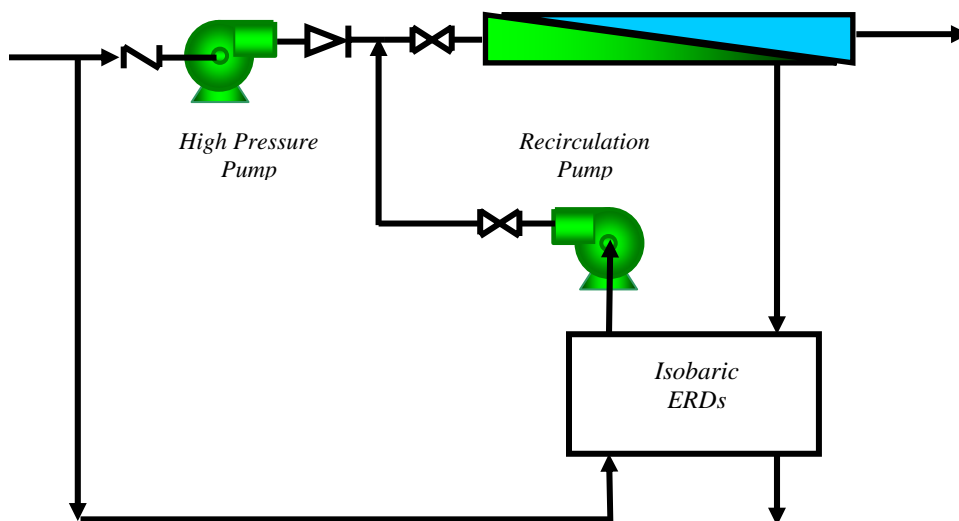 High Pressure
Pump
Recirculation
Pump
Isobaric
ERDs